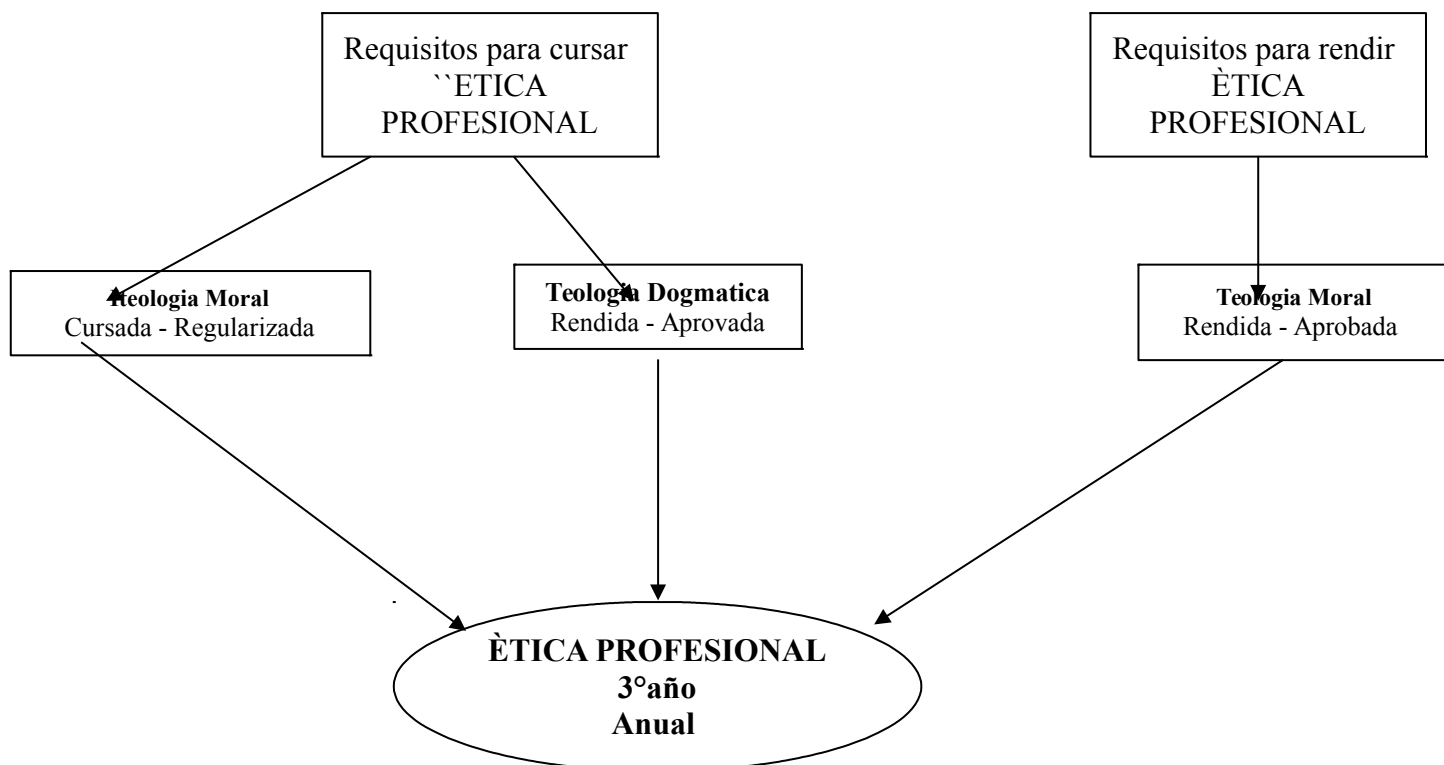 Requisitos para cursar
``ETICA
PROFESIONAL
Requisitos para rendir
ÈTICA
PROFESIONAL
Iteologia Moral
Cursada - Regularizada
Teologia Dogmatica
Rendida - Aprovada
Teologia Moral
Rendida - Aprobada
ÈTICA PROFESIONAL
3°año
Anual